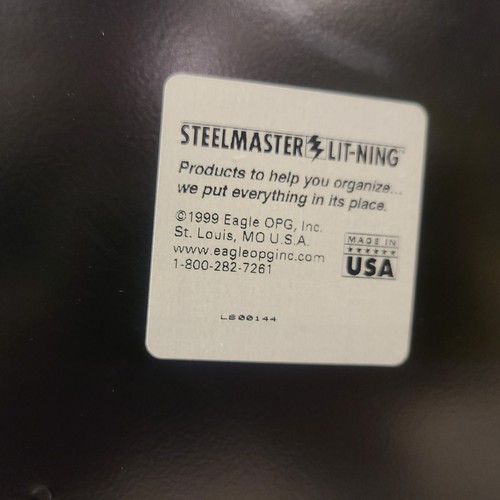 STEELMASTER LIT-NING™
Products to help you organize...
we put everything in its place.
©1999 Eagle OPG, Inc.
St. Louis, MO U.S.A.
www.eagleopginc.com
1-800-282-7261
MADE IN
USA
LB00144